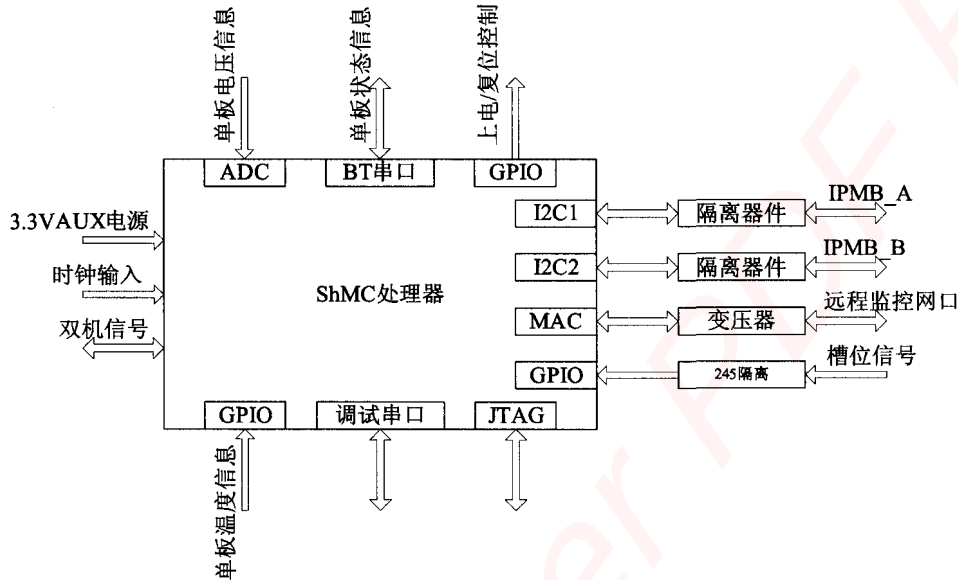 单板电压信息
单板状态信息
上电/复位控制
ADC
BT串口
GPIO
I2C1
隔离器件
IPMB_A
3.3VAUX电源
I2C2
隔离器件
IPMB_B
时钟输入
ShMC处理器
MAC
变压器
远程监控网口
双机信号
GPIO
245隔离
槽位信号
GPIO
调试串口
JTAG
单板温度信息
er PDF